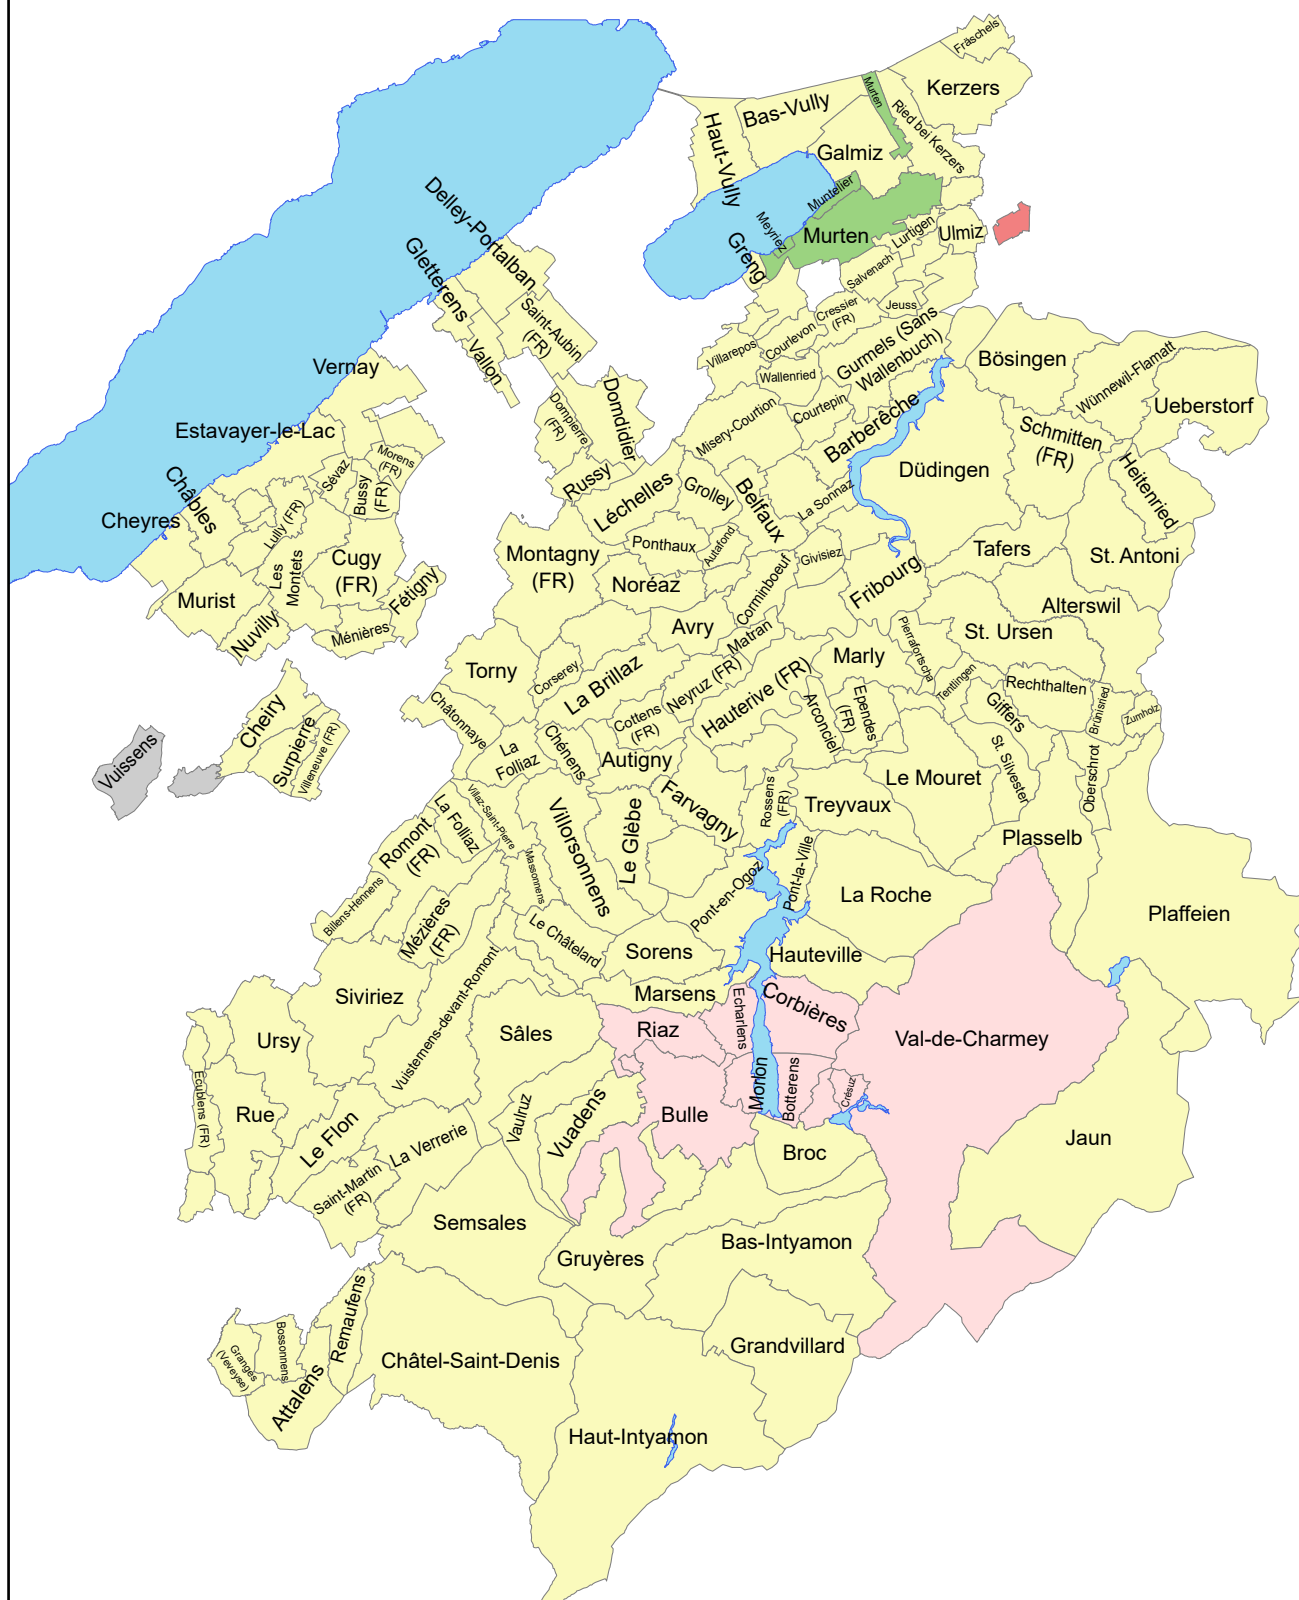 Fräschels
Kerzers
Murten
Bas-Vully
Ried bei Kerzers
Haut-Vully
Galmiz
Muntelier
Delley-Portalban
Meyriez
Murten
Lurtigen
Ulmiz
Greng
Gletterens
Salvenach
Jeuss
Cressier
(FR)
Saint-Aubin
(FR)
Courlevon
Villarepos
Gurmels (Sans
Wallenbuch)
Vallon
Vernay
Wallenried
Bösingen
Wünnewil-Flamatt
Ueberstorf
Domdidier
Dompierre
(FR)
Misery-Courtion
Courtepin
Barberêche
Estavayer-le-Lac
Schmitten
(FR)
Düdingen
Heitenried
Morens
(FR)
Sévaz
Bussy
(FR)
Russy
Léchelles
Grolley
Belfaux
La Sonnaz
Châbles
Cheyres
Lully (FR)
Montagny
(FR)
Ponthaux
Autafond
Givisiez
Tafers
St. Antoni
Cugy
(FR)
Les
Montets
Fétigny
Noréaz
Corminboeuf
Fribourg
Murist
Nuvilly
Ménières
Avry
Matran
Alterswil
St. Ursen
Pierrafortscha
Marly
Torny
Corserey
La Brillaz
Neyruz (FR)
Hauterive (FR)
Tentlingen
Rechthalten
Giffers
Brünisried
Zumholz
Châtonnaye
Cottens
(FR)
Arconciel
Ependes
(FR)
Cheiry
Surpierre
Villeneuve (FR)
Vuissens
La
Folliaz
Chénens
Autigny
St. Silvester
Le Mouret
Oberschrot
Farvagny
Rossens
(FR)
Treyvaux
Villaz-Saint-Pierre
La Folliaz
Romont
(FR)
Villorsonnens
Le Glèbe
Plasselb
Massonnens
Pont-en-Ogoz
Pont-la-Ville
La Roche
Billens-Hennens
Mézières
(FR)
Plaffeien
Le Châtelard
Sorens
Hauteville
Siviriez
Vuisternens-devant-Romont
Marsens
Echarlens
Corbières
Ursy
Sâles
Riaz
Val-de-Charmey
Ecublens (FR)
Rue
Le Flon
Vaulruz
Vuadens
Bulle
Morlon
Botterens
Crésuz
Jaun
La Verrerie
Broc
Saint-Martin
(FR)
Semsales
Gruyères
Bas-Intyamon
Remaufens
Bossonnens
Granges
(Veveyse)
Attalens
Châtel-Saint-Denis
Grandvillard
Haut-Intyamon